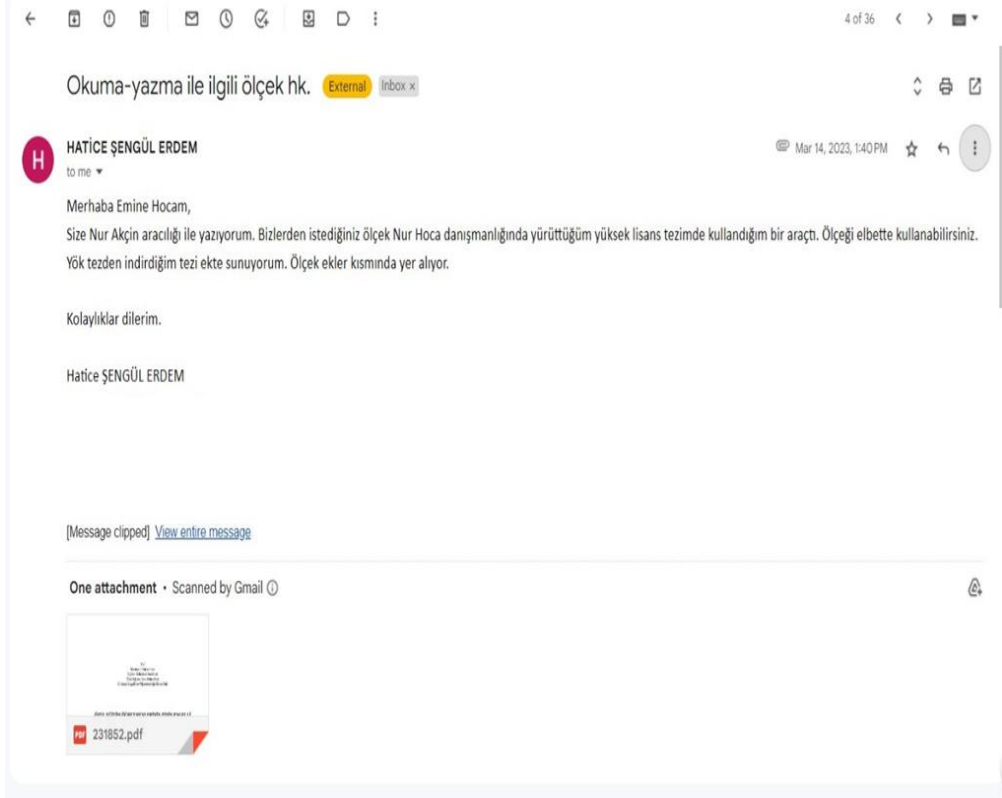 4 of 36
Okuma-yazma ile ilgili ölçek hk. External Inbox x
H
HATİCE ŞENGÜL ERDEM
Mar 14, 2023, 1:40 PM
to me
Merhaba Emine Hocam,
Size Nur Akçin aracılığı ile yazıyorum. Bizlerden istediğiniz ölçek Nur Hoca danışmanlığında yürüttüğüm yüksek lisans tezimde kullandığım bir araçtı. Ölçeği elbette kullanabilirsiniz.
Yök tezden indirdiğim tezi ekte sunuyorum. Ölçek ekler kısmında yer alıyor.
Kolaylıklar dilerim.
Hatice ŞENGÜL ERDEM
[Message clipped] View entire message
One attachment • Scanned by Gmail
PDF 231852.pdf